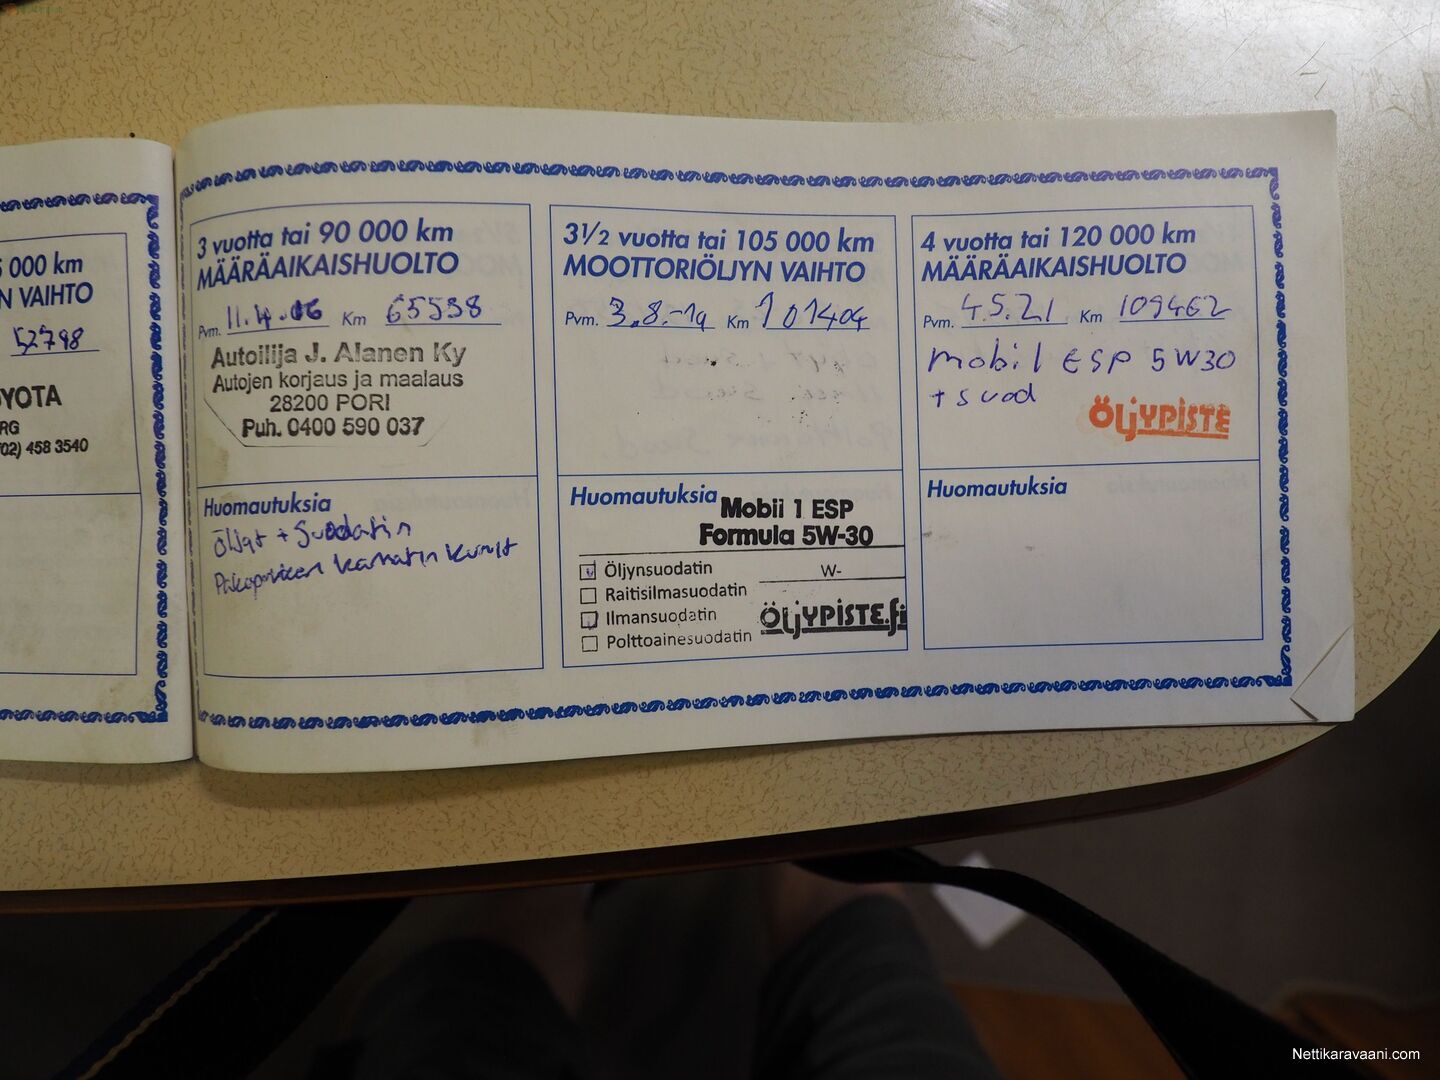 5 000 km
N VAIHTO
52798
YOTA
RG
02) 458 3540
3 vuotta tai 90 000 km
MÄÄRÄAIKAISHUOLTO
Pvm. 11.4.06 Km 65538
Autoilija J. Alanen Ky
Autojen korjaus ja maalaus
28200 PORI
Puh. 0400 590 037
Huomautuksia
öljyt + Suodatin
3½ vuotta tai 105 000 km
MOOTTORIÖLJYN VAIHTO
Pvm. 3.8.-19 Km 101404
Huomautuksia
Mobil 1 ESP
Formula 5W-30
Öljynsuodatin
W-
Raitisilmasuodatin
Ilmansuodatin
Polttoainesuodatin
ÖLJYPISTE.fi
4 vuotta tai 120 000 km
MÄÄRÄAIKAISHUOLTO
Pvm. 4.5.21 Km 109462
Mobil ESP 5W30
+ suod
ÖLJYPISTE
Huomautuksia
Nettikaravaani.com